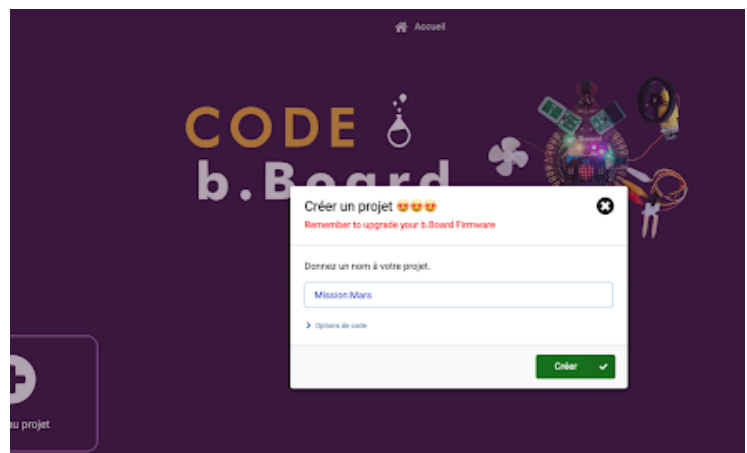 Accueil
CODE
b.Board
Créer un projet 😍😍😍
Remember to upgrade your b.Board Firmware
Donnez un nom à votre projet.
Mission:Mars
Options de code
Créer
au projet